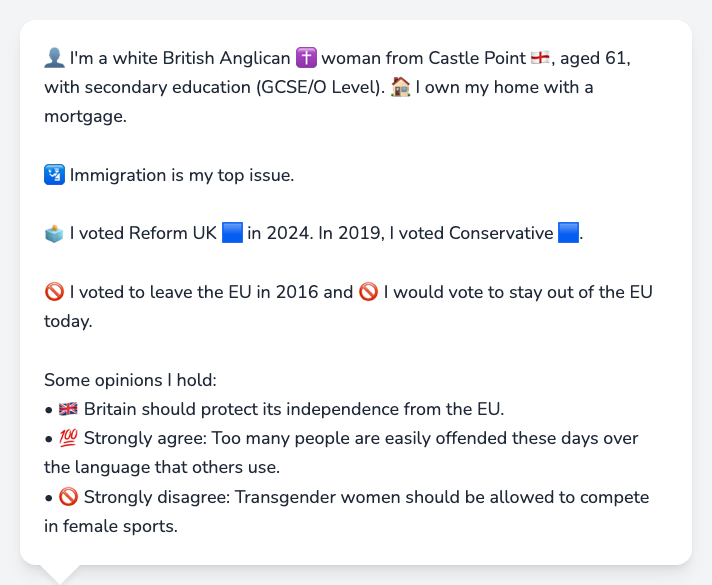 👤 I'm a white British Anglican ✝️ woman from Castle Point 🏴󠁧󠁢󠁥󠁮󠁧󠁿, aged 61,
with secondary education (GCSE/O Level). 🏠 I own my home with a
mortgage.
🛂 Immigration is my top issue.
🗳️ I voted Reform UK 🟦 in 2024. In 2019, I voted Conservative 🟦.
🚫 I voted to leave the EU in 2016 and 🚫 I would vote to stay out of the EU
today.
Some opinions I hold:
• 🇬🇧 Britain should protect its independence from the EU.
• 💯 Strongly agree: Too many people are easily offended these days over
the language that others use.
• 🚫 Strongly disagree: Transgender women should be allowed to compete
in female sports.